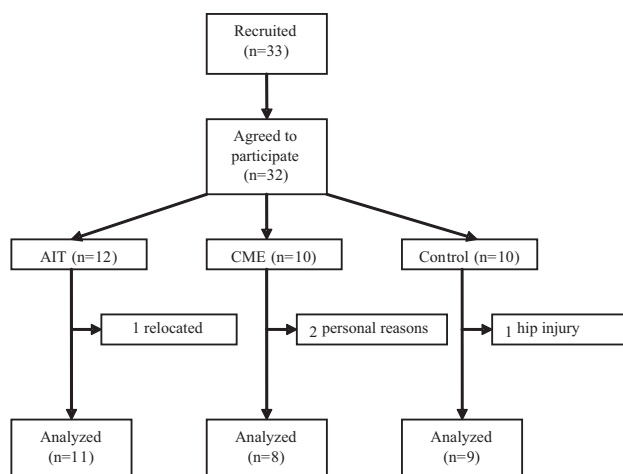 Recruited
(n=33)
Agreed to
participate
(n=32)
AIT (n=12)
CME (n=10)
Control (n=10)
1 relocated
2 personal reasons
1 hip injury
Analyzed
(n=11)
Analyzed
(n=8)
Analyzed
(n=9)